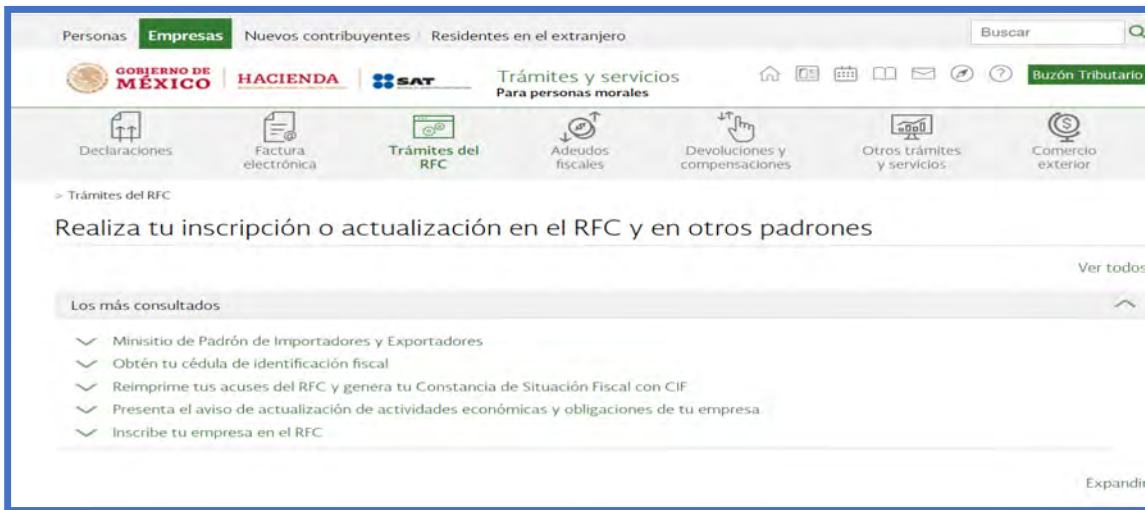 Personas Empresas Nuevos contribuyentes Residentes en el extranjero Buscar
GOBIERNO DE MÉXICO HACIENDA SAT Trámites y servicios Buzón Tributario
Para personas morales
Declaraciones Factura electrónica Trámites del RFC Adeudos fiscales Devoluciones y compensaciones Otros trámites y servicios Comercio exterior
> Trámites del RFC
Realiza tu inscripción o actualización en el RFC y en otros padrones
Ver todos
Los más consultados
Minisitio de Padrón de Importadores y Exportadores
Obtén tu cédula de identificación fiscal
Reimprime tus acuses del RFC y genera tu Constancia de Situación Fiscal con CIF
Presenta el aviso de actualización de actividades económicas y obligaciones de tu empresa
Inscribe tu empresa en el RFC
Expandir